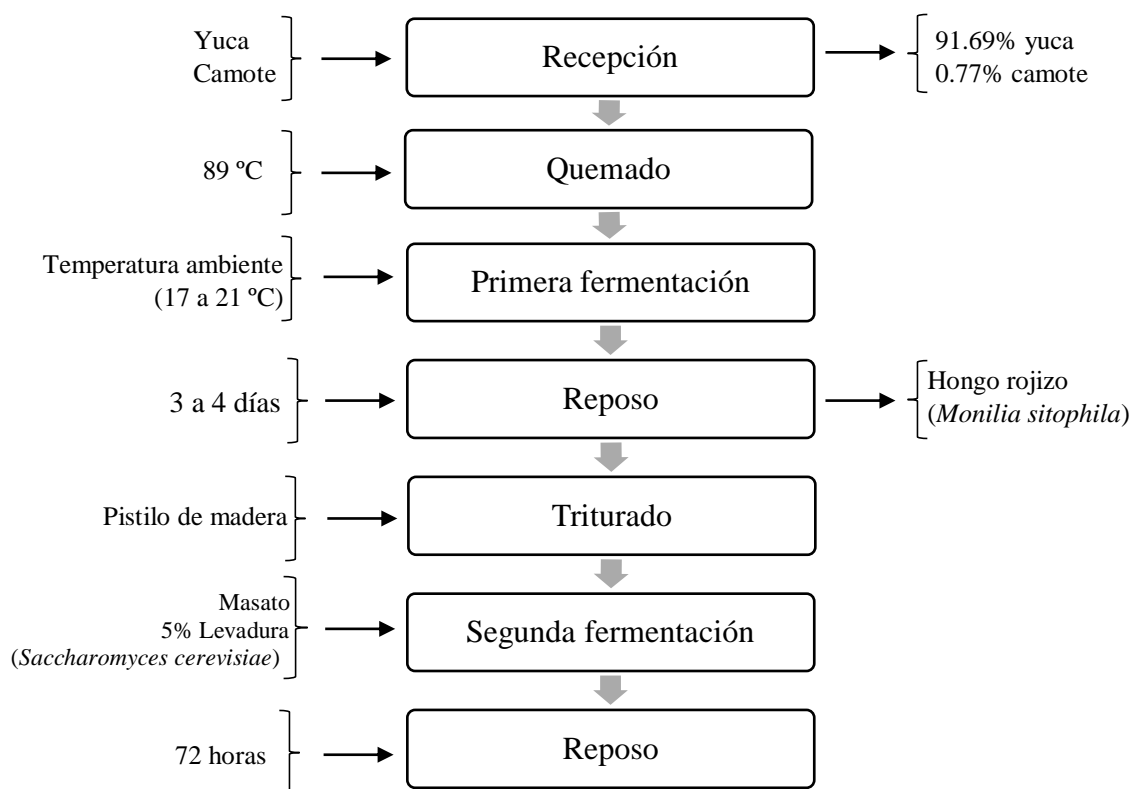 Yuca
Camote
Recepción
91.69% yuca
0.77% camote
89 ºC
Quemado
Temperatura ambiente
(17 a 21 ºC)
Primera fermentación
3 a 4 días
Reposo
Hongo rojizo
(Monilia sitophila)
Pistilo de madera
Triturado
Masato
5% Levadura
(Saccharomyces cerevisiae)
Segunda fermentación
72 horas
Reposo